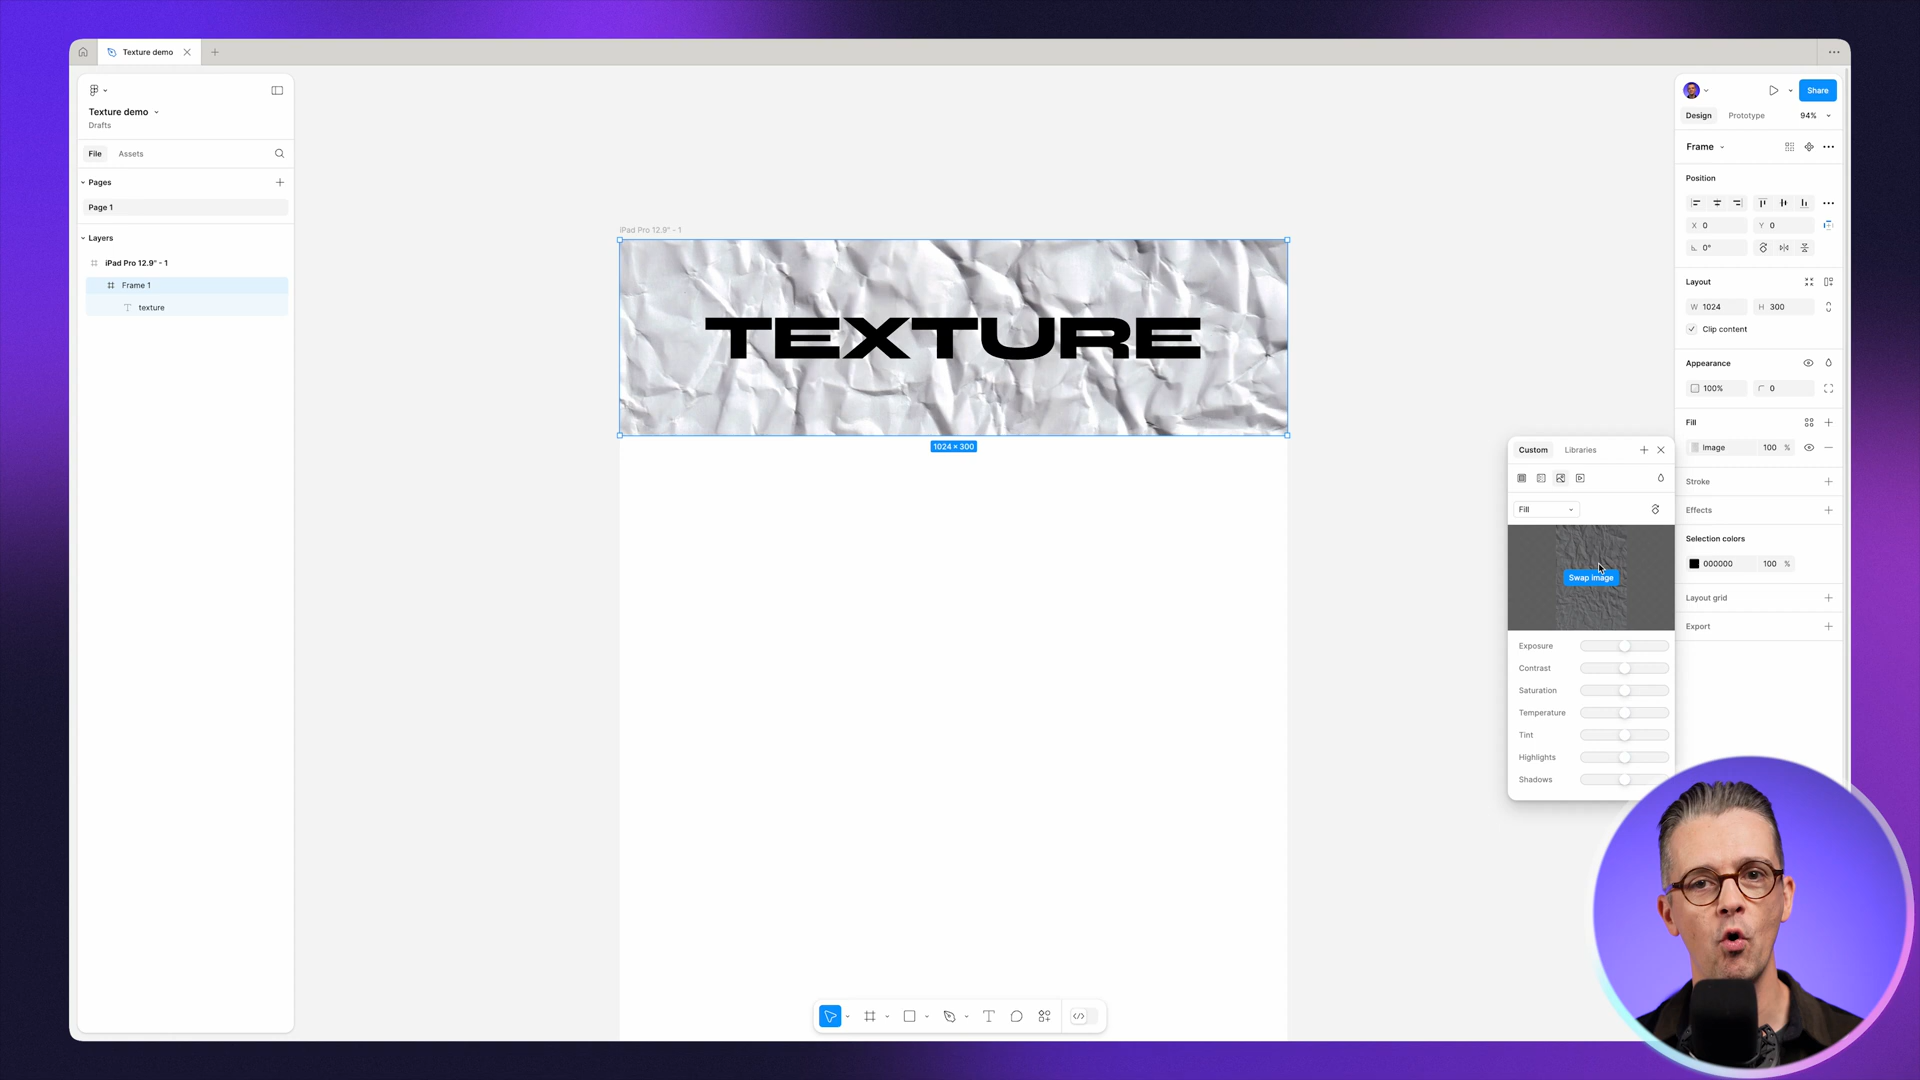 Texture demo
Texture demo
Drafts
File
Assets
Pages
Page 1
Layers
iPad Pro 12.9" - 1
Frame 1
texture
iPad Pro 12.9" - 1
TEXTURE
1024 × 300
Share
Design
Prototype
94%
Frame
Position
X 0
Y 0
0°
Layout
W 1024
H 300
Clip content
Appearance
100%
0
Fill
Image 100 %
Stroke
Effects
Selection colors
000000 100 %
Layout grid
Export
Custom
Libraries
Fill
Swap image
Exposure
Contrast
Saturation
Temperature
Tint
Highlights
Shadows